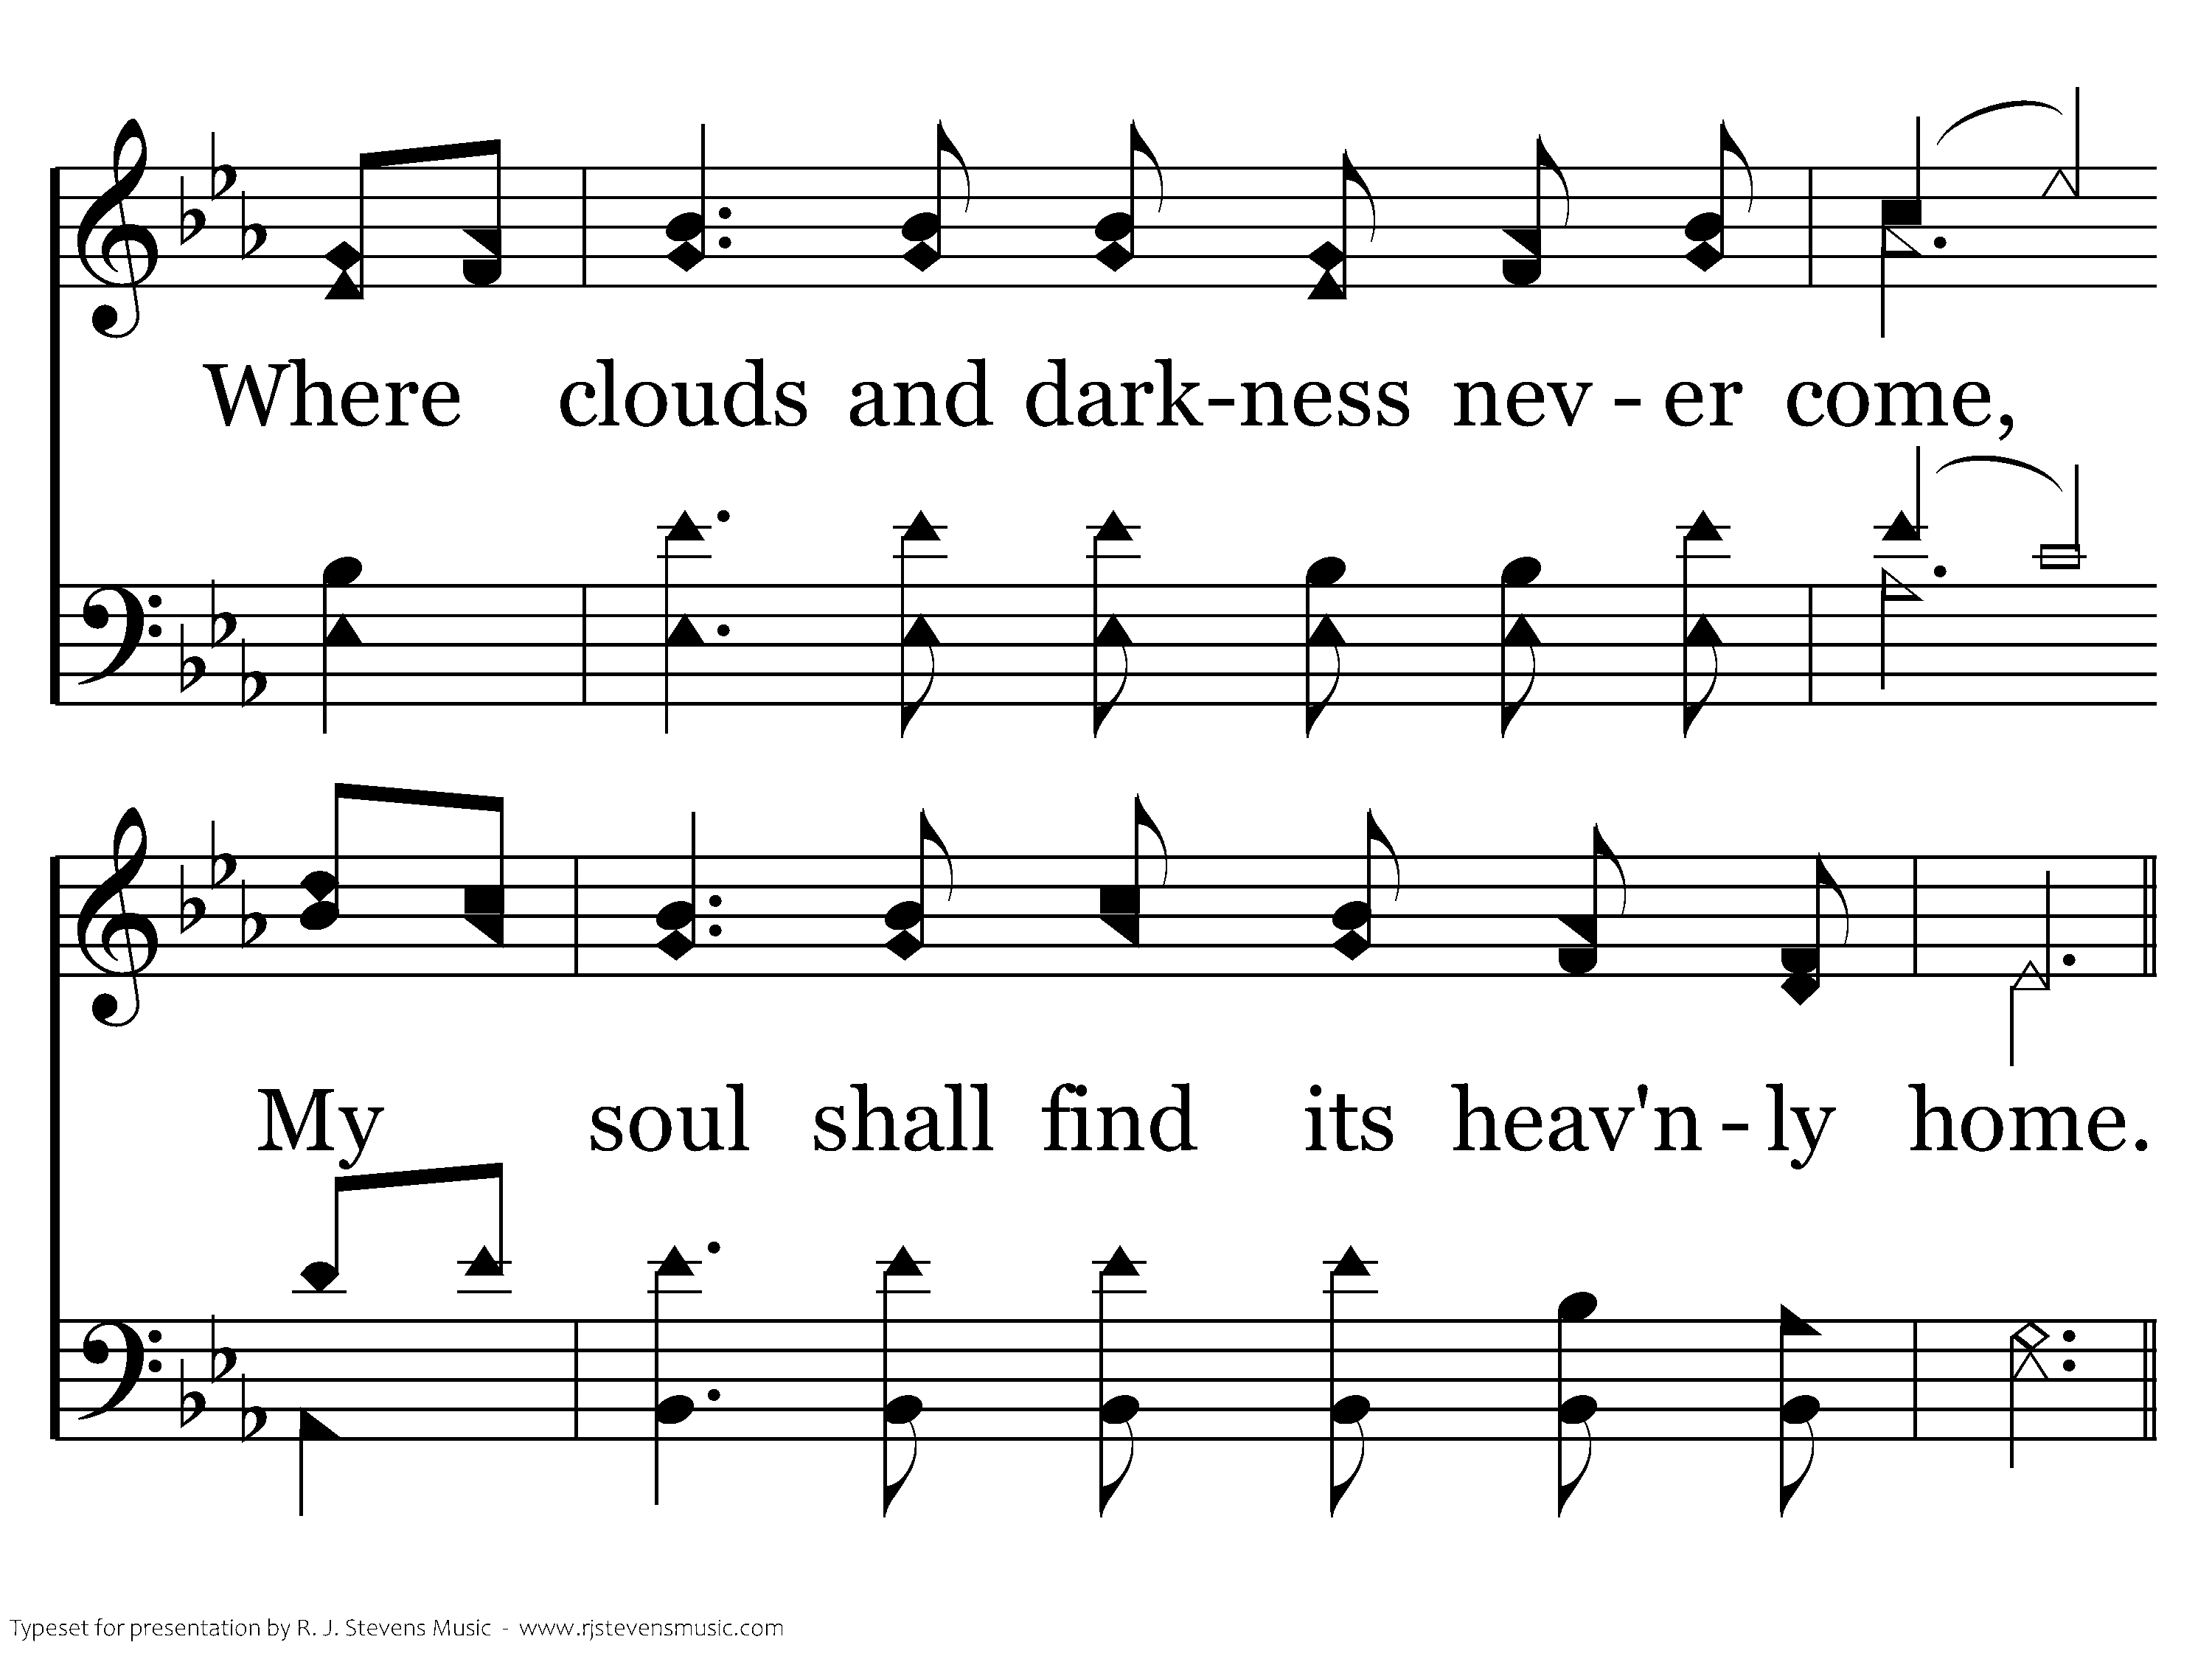 Where clouds and dark-ness nev - er come,
My soul shall find its heav'n - ly home.
Typeset for presentation by R. J. Stevens Music - www.rjstevensmusic.com